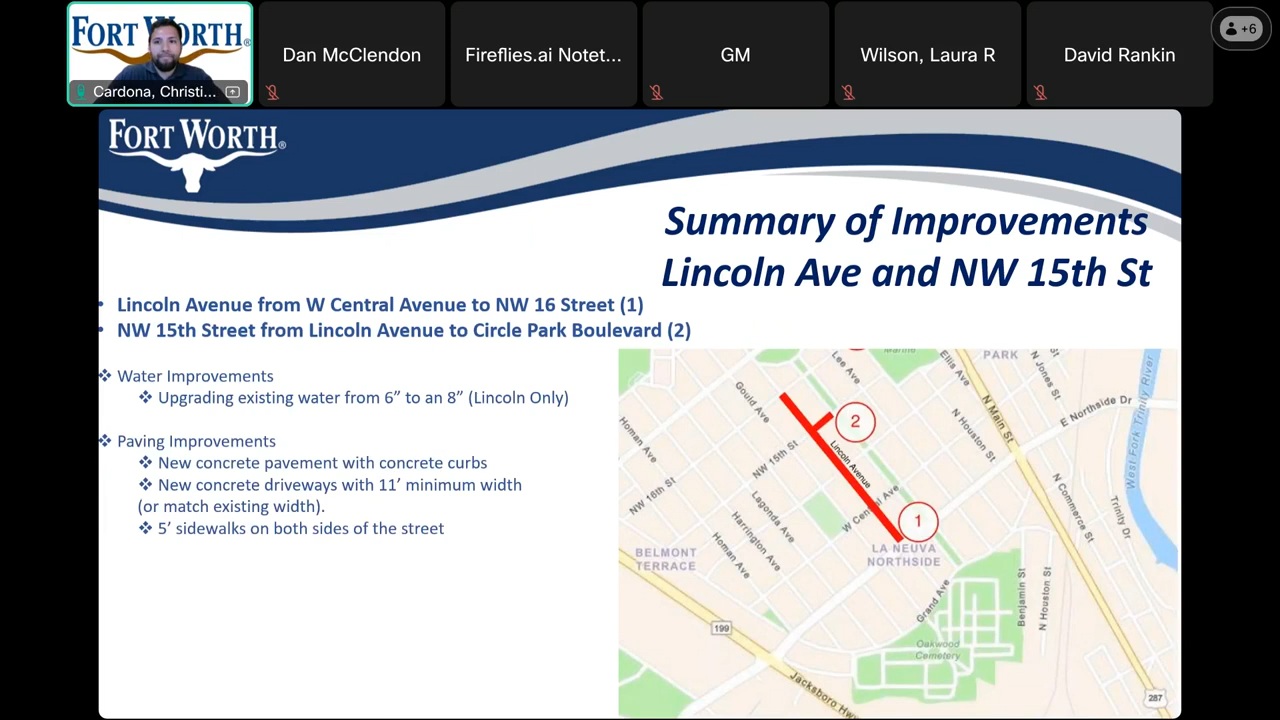 FORT WORTH®
Cardona, Christi...
Dan McClendon
Fireflies.ai Notet...
GM
Wilson, Laura R
David Rankin
+6
FORT WORTH®
Summary of Improvements
Lincoln Ave and NW 15th St
• Lincoln Avenue from W Central Avenue to NW 16 Street (1)
• NW 15th Street from Lincoln Avenue to Circle Park Boulevard (2)
❖ Water Improvements
❖ Upgrading existing water from 6” to an 8” (Lincoln Only)
❖ Paving Improvements
❖ New concrete pavement with concrete curbs
❖ New concrete driveways with 11’ minimum width
(or match existing width).
❖ 5’ sidewalks on both sides of the street
Marine
PARK
Lee Ave
Ellis Ave
N Jones St
Gould Ave
N Main St
E Northside Dr
West Fork Trinity River
2
Homan Ave
NW 15th St
Lincoln Avenue
N Houston St
NW 16th St
Lagonda Ave
W Central Ave
N Commerce St
Trinity Dr
1
Harrington Ave
Homan Ave
BELMONT
TERRACE
LA NEUVA
NORTHSIDE
Grand Ave
Benjamin St
N Houston St
199
Oakwood
Cemetery
Jacksboro Hwy
287